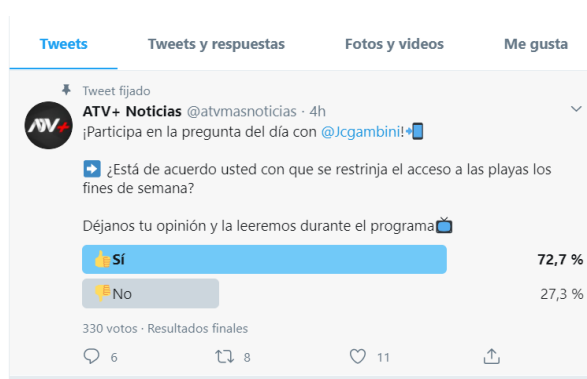 Tweets Tweets y respuestas Fotos y videos Me gusta
Tweet fijado
ATV+ Noticias @atvmasnoticias · 4h
¡Participa en la pregunta del día con @Jcgambini!
¿Está de acuerdo usted con que se restrinja el acceso a las playas los
fines de semana?
Déjanos tu opinión y la leeremos durante el programa
Sí 72,7 %
No 27,3 %
330 votos · Resultados finales
6 8 11